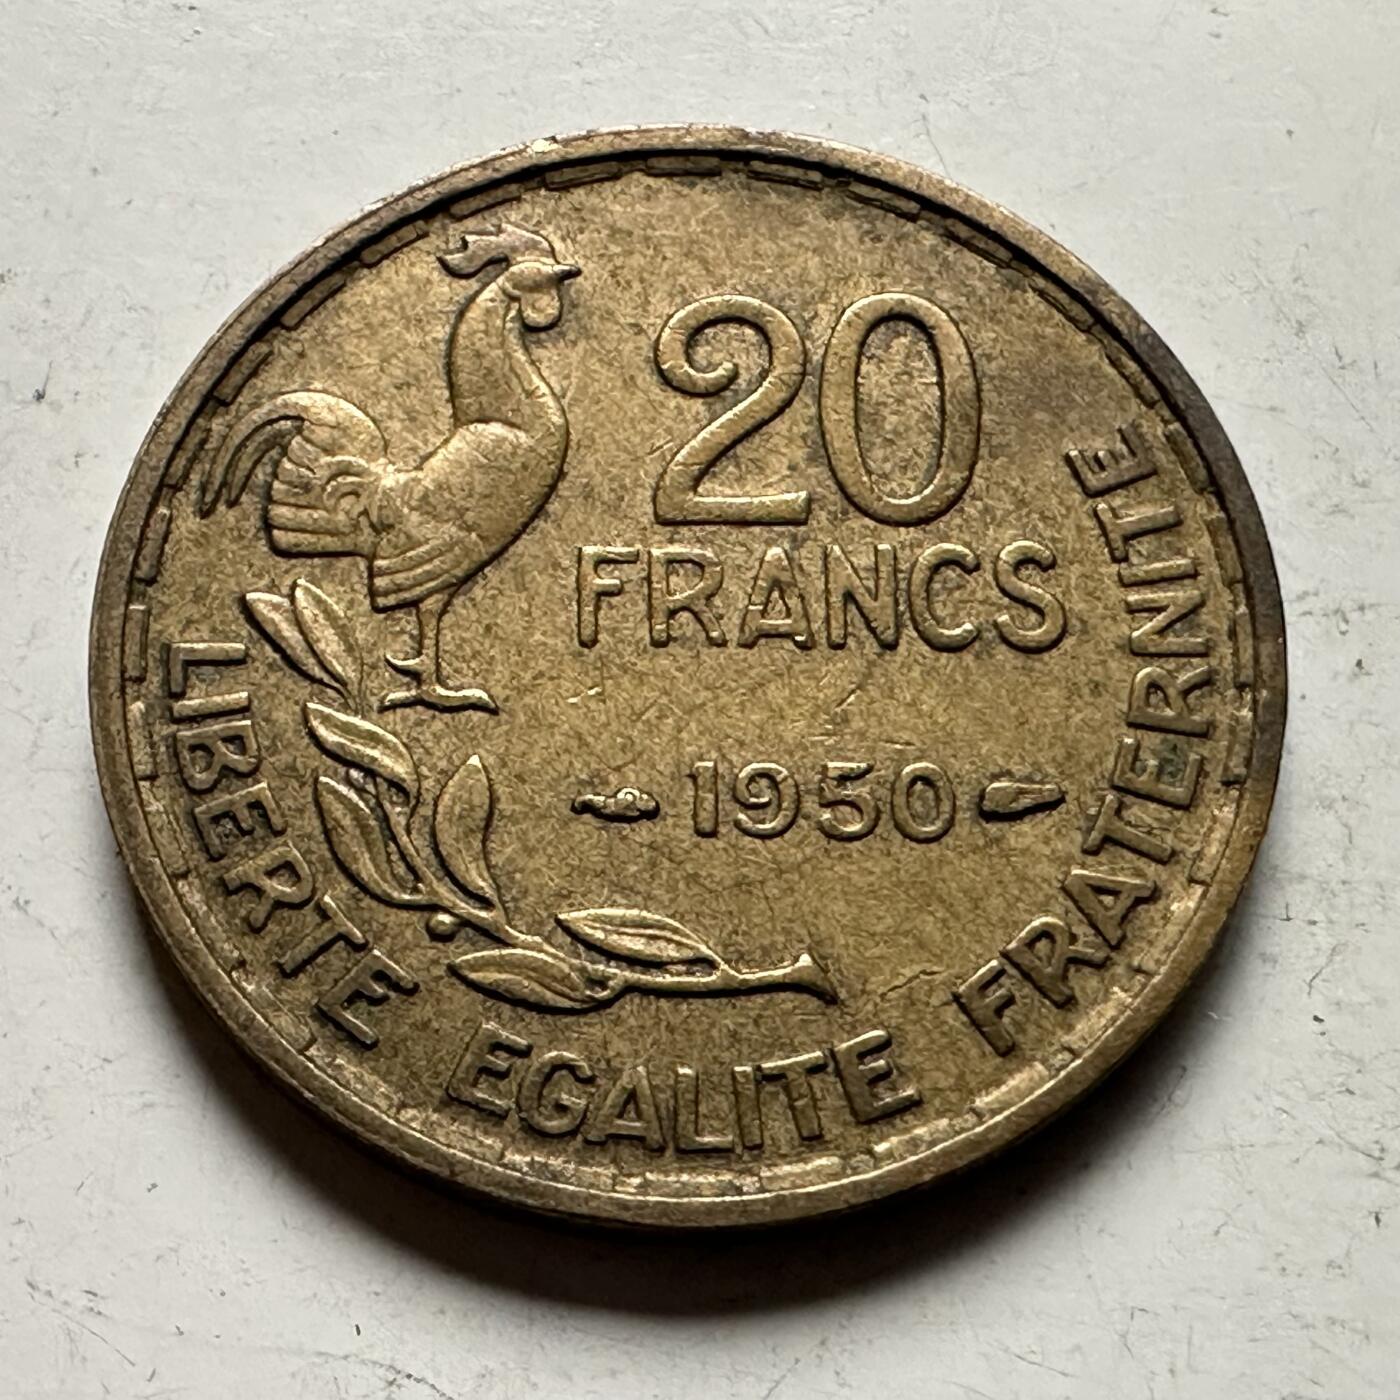 20
FRANCS
1950
LIBERTE EGALITE FRATERNITE